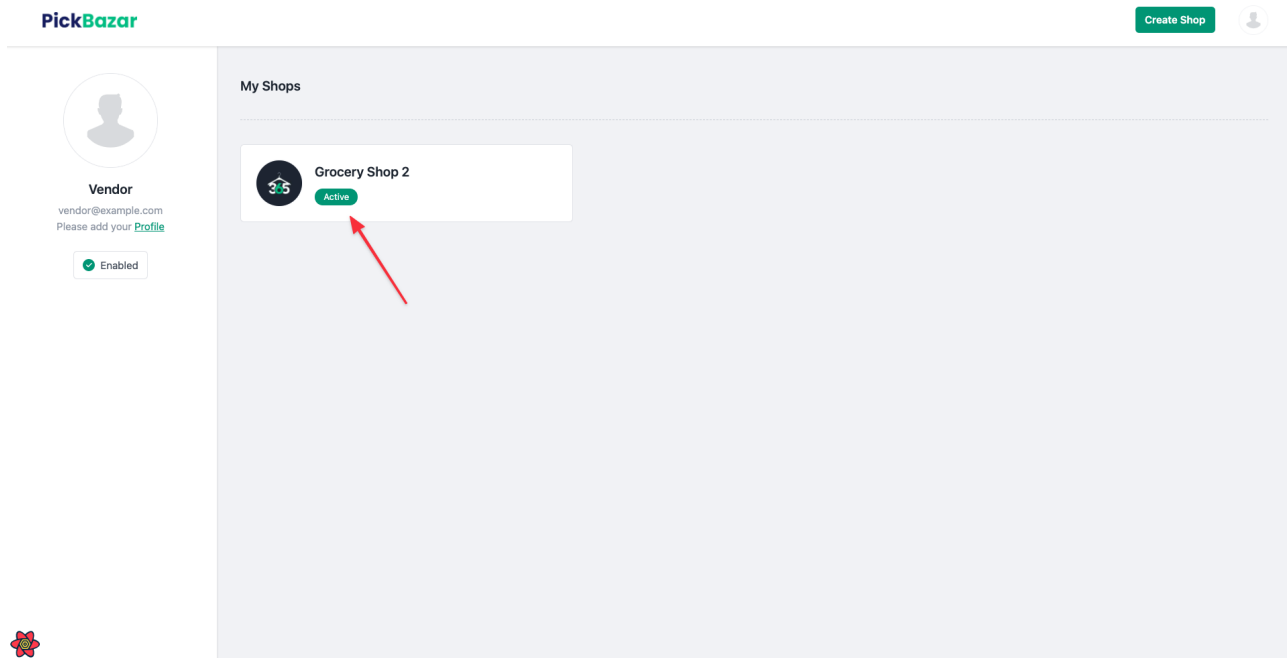 PickBazar
Create Shop
Vendor
vendor@example.com
Please add your Profile
Enabled
My Shops
365
Grocery Shop 2
Active